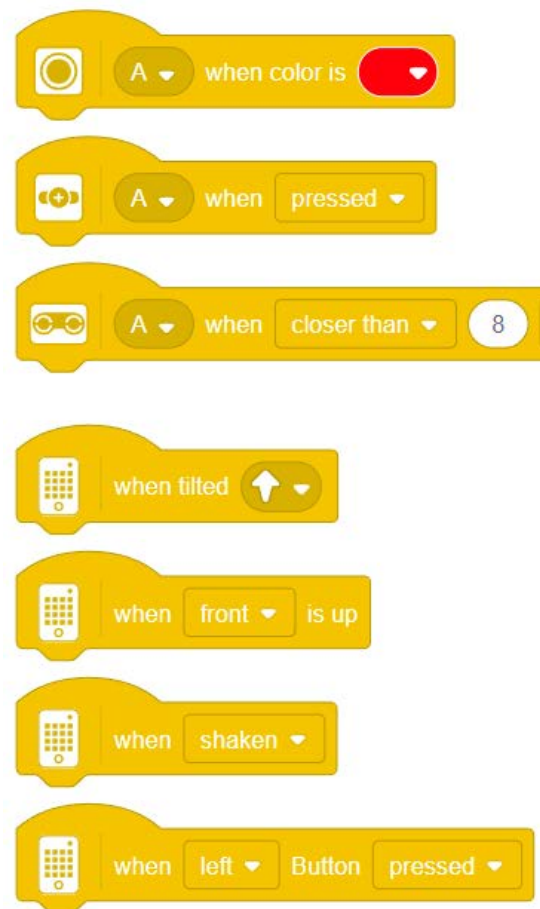 A when color is
A when pressed
A when closer than 8
when tilted
when front is up
when shaken
when left Button pressed